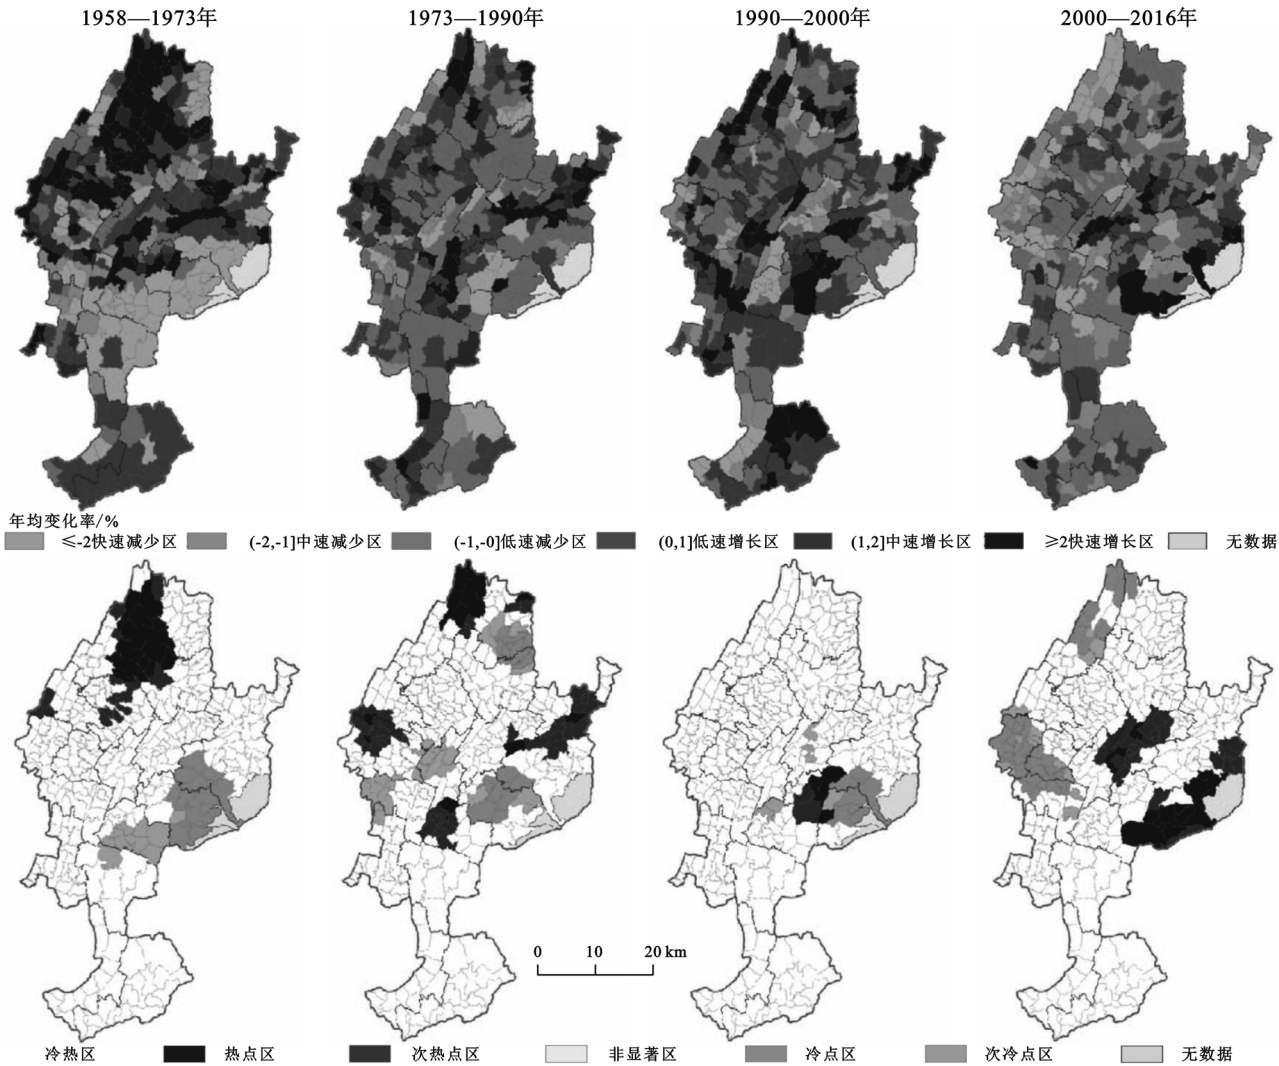 1958—1973年 1973—1990年 1990—2000年 2000—2016年
年均变化率/%
≤-2快速减少区 (-2,-1]中速减少区 (-1,-0]低速减少区 (0,1]低速增长区 (1,2]中速增长区 ≥2快速增长区 无数据
0 10 20 km
冷热区 热点区 次热点区 非显著区 冷点区 次冷点区 无数据